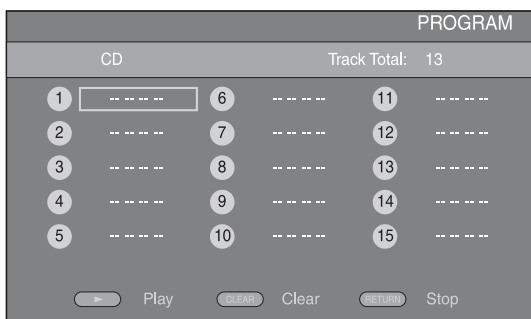 PROGRAM
CD Track Total: 13
1 -- -- -- -- 6 -- -- -- -- 11 -- -- -- --
2 -- -- -- -- 7 -- -- -- -- 12 -- -- -- --
3 -- -- -- -- 8 -- -- -- -- 13 -- -- -- --
4 -- -- -- -- 9 -- -- -- -- 14 -- -- -- --
5 -- -- -- -- 10 -- -- -- -- 15 -- -- -- --
Play CLEAR Clear RETURN Stop